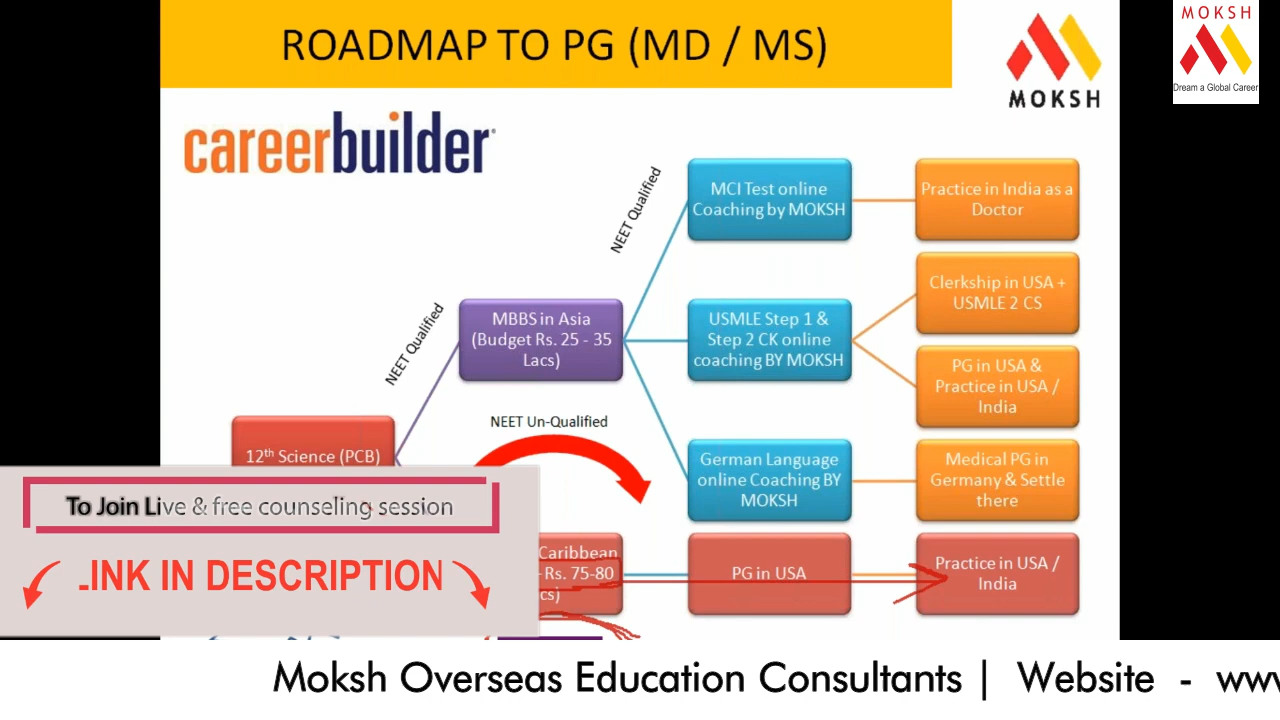 ROADMAP TO PG (MD / MS)
MOKSH
MOKSH
Dream a Global Career
careerbuilder
NEET Qualified
NEET Qualified
MCI Test online
Coaching by MOKSH
Practice in India as a
Doctor
Clerkship in USA +
USMLE 2 CS
MBBS in Asia
(Budget Rs. 25 - 35
Lacs)
USMLE Step 1 &
Step 2 CK online
coaching BY MOKSH
PG in USA &
Practice in USA /
India
NEET Un-Qualified
12th Science (PCB)
German Language
online Coaching BY
MOKSH
Medical PG in
Germany & Settle
there
Caribbean
- Rs. 75-80
cs)
PG in USA
Practice in USA /
India
To Join Live & free counseling session
LINK IN DESCRIPTION
Moksh Overseas Education Consultants | Website - www